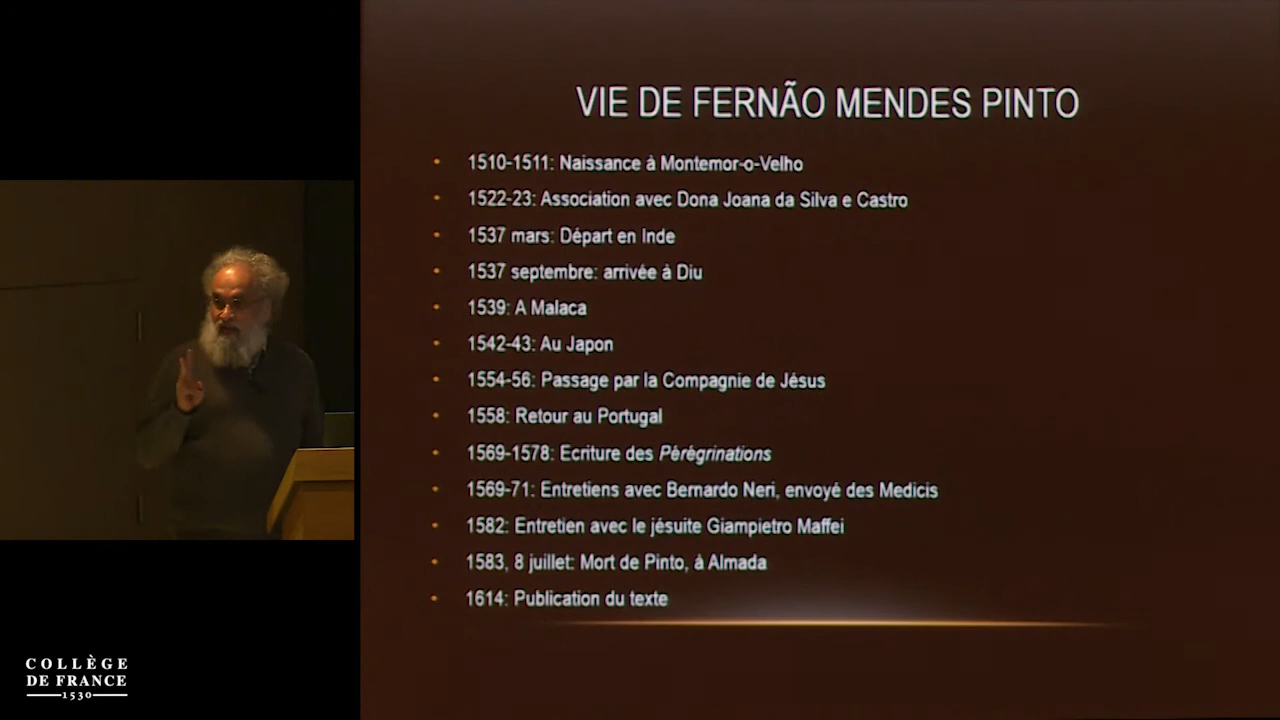 VIE DE FERNÃO MENDES PINTO
• 1510-1511: Naissance à Montemor-o-Velho
• 1522-23: Association avec Dona Joana da Silva e Castro
• 1537 mars: Départ en Inde
• 1537 septembre: arrivée à Diu
• 1539: A Malaca
• 1542-43: Au Japon
• 1554-56: Passage par la Compagnie de Jésus
• 1558: Retour au Portugal
• 1569-1578: Ecriture des Pérégrinations
• 1569-71: Entretiens avec Bernardo Neri, envoyé des Medicis
• 1582: Entretien avec le jésuite Giampietro Maffei
• 1583, 8 juillet: Mort de Pinto, à Almada
• 1614: Publication du texte
COLLÈGE
DE FRANCE
1530